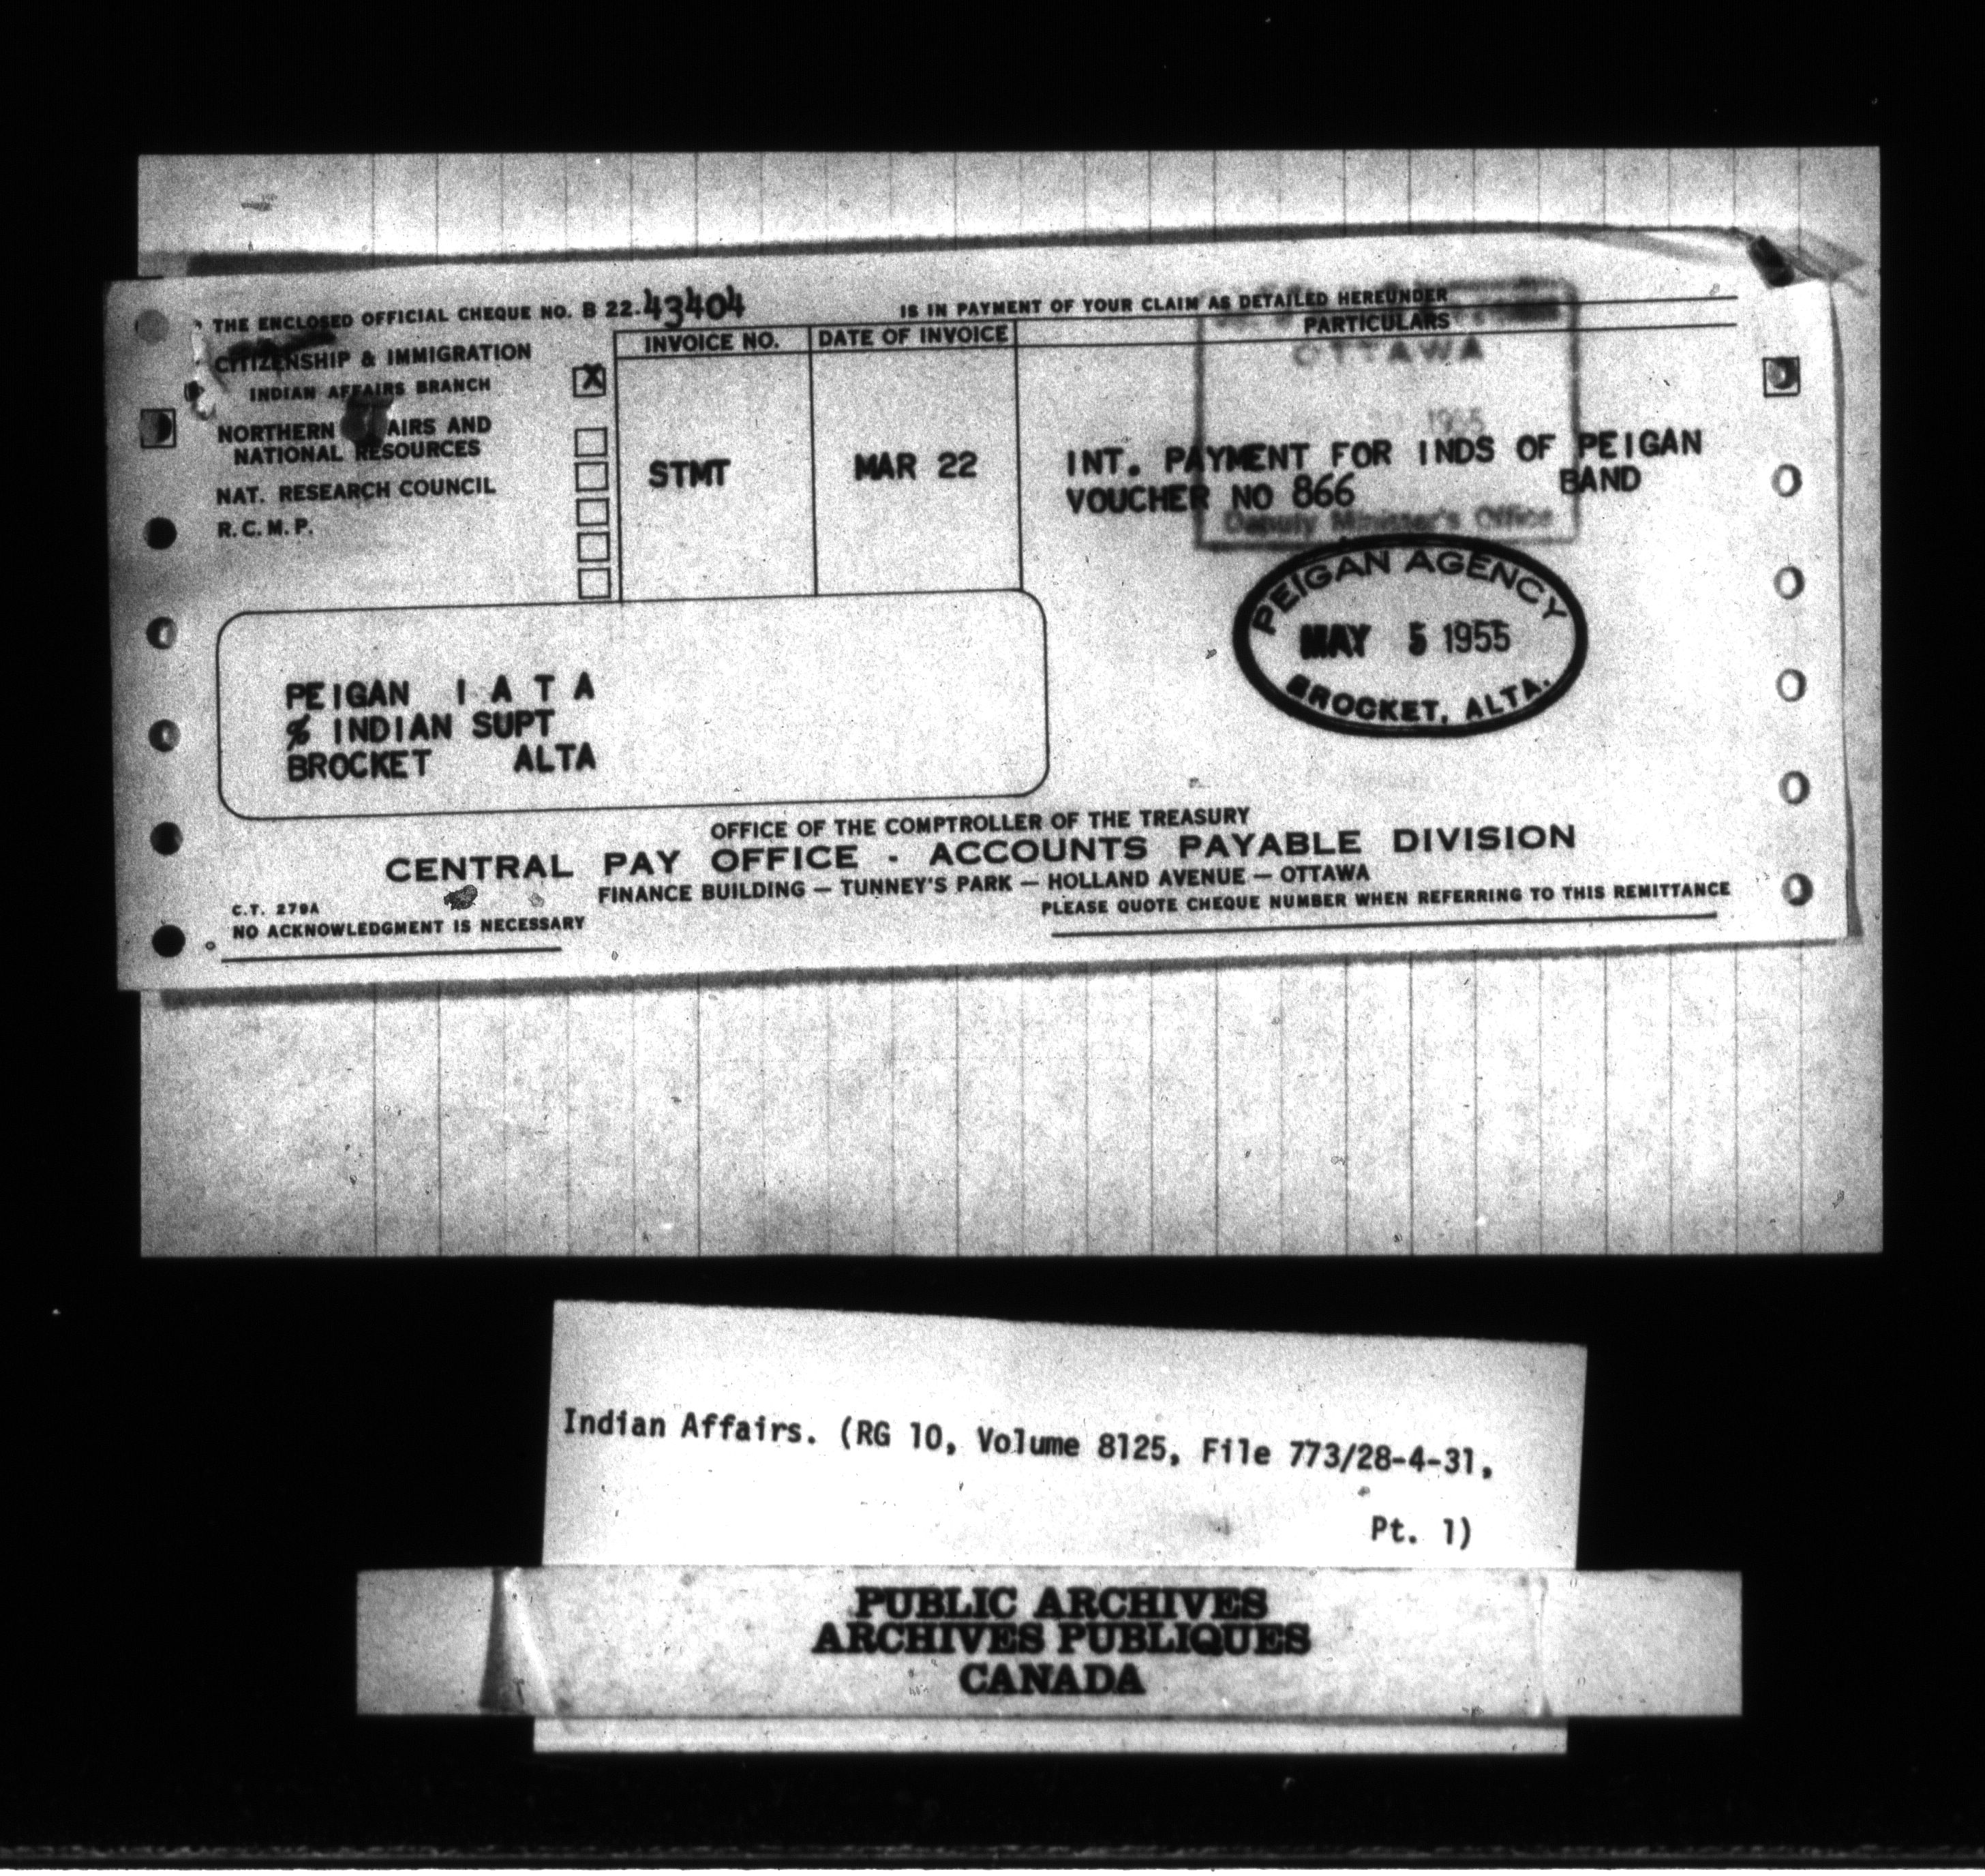 THE ENCLOSED OFFICIAL CHEQUE NO. B 22-43404 IS IN PAYMENT OF YOUR CLAIM AS DETAILED HEREUNDER
INVOICE NO. DATE OF INVOICE PARTICULARS
CITIZENSHIP & IMMIGRATION
INDIAN AFFAIRS BRANCH X
NORTHERN AIRS AND
NATIONAL RESOURCES
NAT. RESEARCH COUNCIL
R.C.M.P.
STMT MAR 22 INT. PAYMENT FOR INDS OF PEIGAN
VOUCHER NO 866 BAND
OTTAWA
Deputy Minister's Office
PEIGAN AGENCY
MAY 5 1955
BROCKET, ALTA.
PEIGAN I A T A
% INDIAN SUPT
BROCKET ALTA
OFFICE OF THE COMPTROLLER OF THE TREASURY
CENTRAL PAY OFFICE - ACCOUNTS PAYABLE DIVISION
FINANCE BUILDING — TUNNEY'S PARK — HOLLAND AVENUE — OTTAWA
C.T. 279A
NO ACKNOWLEDGMENT IS NECESSARY
PLEASE QUOTE CHEQUE NUMBER WHEN REFERRING TO THIS REMITTANCE
Indian Affairs. (RG 10, Volume 8125, File 773/28-4-31,
Pt. 1)
PUBLIC ARCHIVES
ARCHIVES PUBLIQUES
CANADA